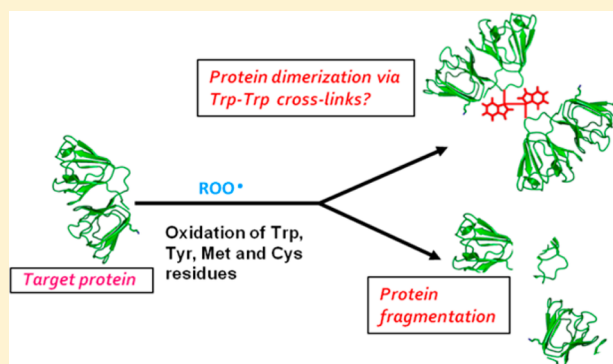 Protein dimerization via
Trp-Trp cross-links?
ROO•
Oxidation of Trp,
Tyr, Met and Cys
residues
Target protein
Protein
fragmentation